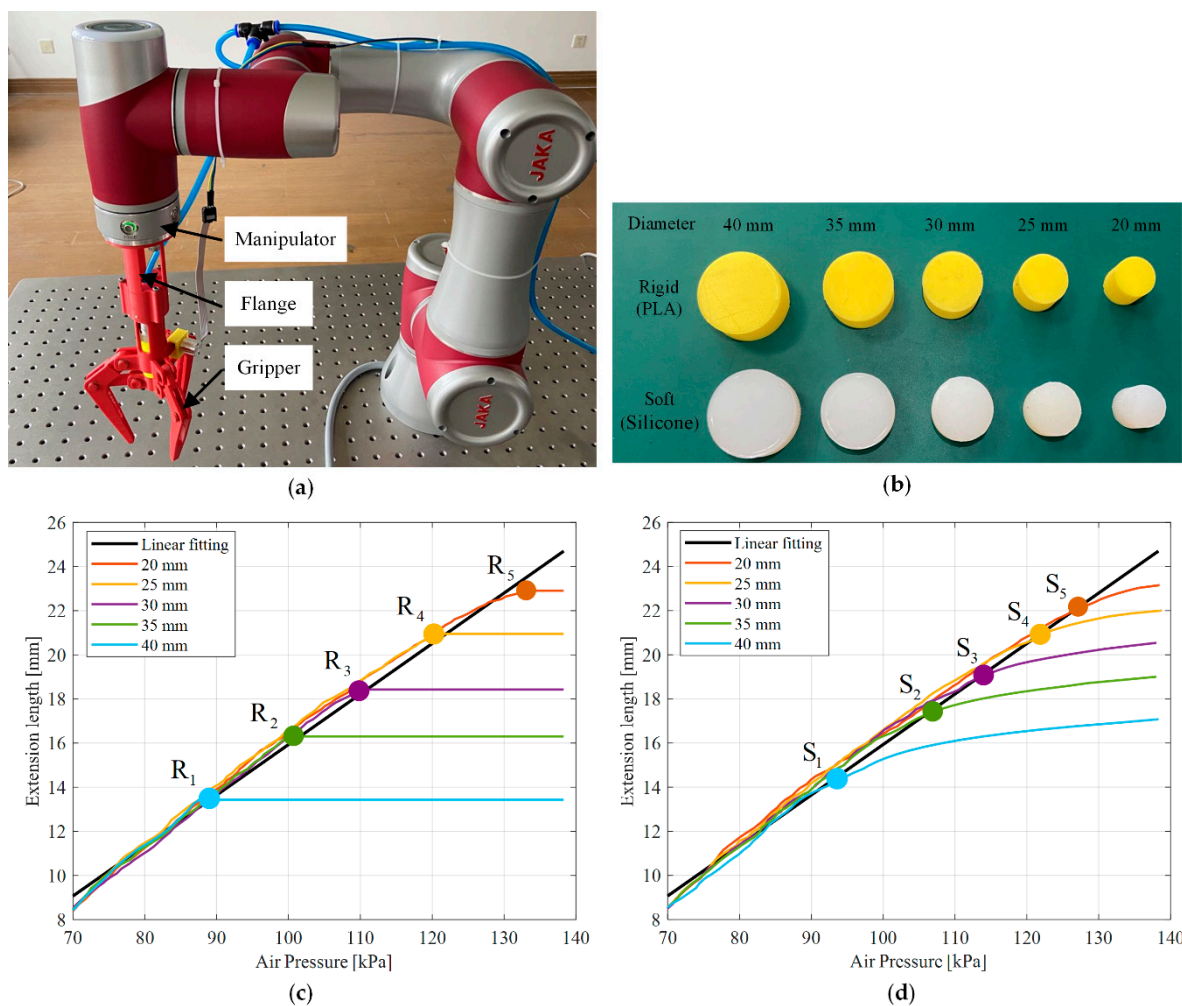 JAKA
JAKA
Manipulator
Flange
Gripper
(a)
Diameter 40 mm 35 mm 30 mm 25 mm 20 mm
Rigid
(PLA)
Soft
(Silicone)
(b)
26
24
22
20
18
16
14
12
10
8
Extension length [mm]
Linear fitting
20 mm
25 mm
30 mm
35 mm
40 mm
R1
R2
R3
R4
R5
70 80 90 100 110 120 130 140
Air Pressure [kPa]
(c)
26
24
22
20
18
16
14
12
10
8
Extension length [mm]
Linear fitting
20 mm
25 mm
30 mm
35 mm
40 mm
S1
S2
S3
S4
S5
70 80 90 100 110 120 130 140
Air Pressure [kPa]
(d)